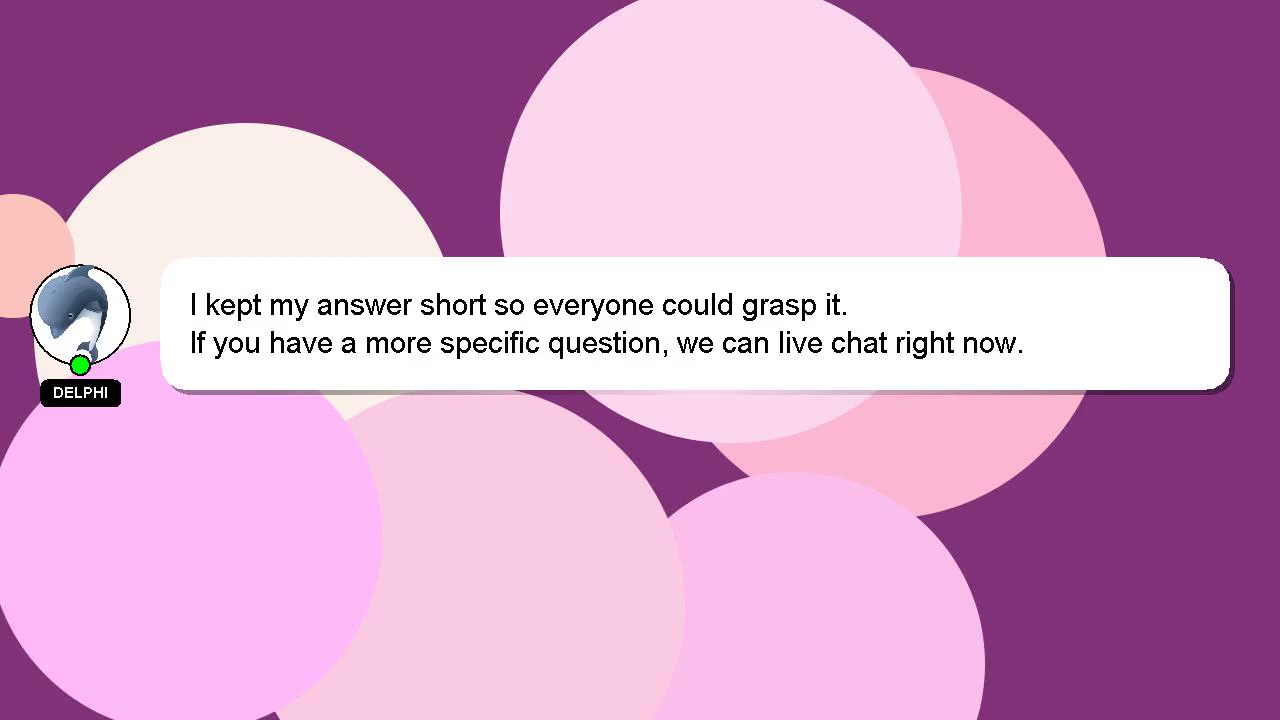 I kept my answer short so everyone could grasp it.
If you have a more specific question, we can live chat right now.
DELPHI